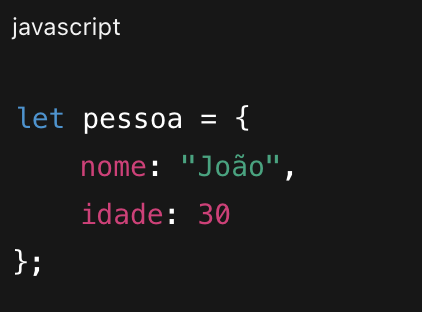 javascript
let pessoa = {
    nome: "João",
    idade: 30
};